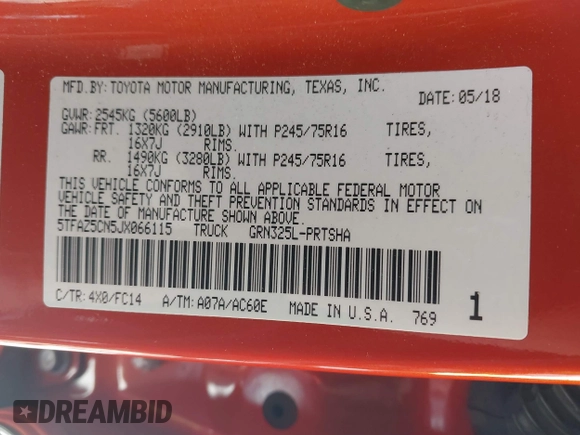 MFD.BY:TOYOTA MOTOR MANUFACTURING, TEXAS, INC.
DATE:05/18
GVWR:2545KG (5600LB)
GAWR:FRT. 1320KG (2910LB) WITH P245/75R16 TIRES,
16X7J RIMS.
RR. 1490KG (3280LB) WITH P245/75R16 TIRES,
16X7J RIMS.
THIS VEHICLE CONFORMS TO ALL APPLICABLE FEDERAL MOTOR
VEHICLE SAFETY AND THEFT PREVENTION STANDARDS IN EFFECT ON
THE DATE OF MANUFACTURE SHOWN ABOVE.
5TFAZ5CN5JX066115 TRUCK GRN325L-PRTSHA
C/TR:4X0/FC14 A/TM:A07A/AC60E MADE IN U.S.A. 769 1
DREAMBID